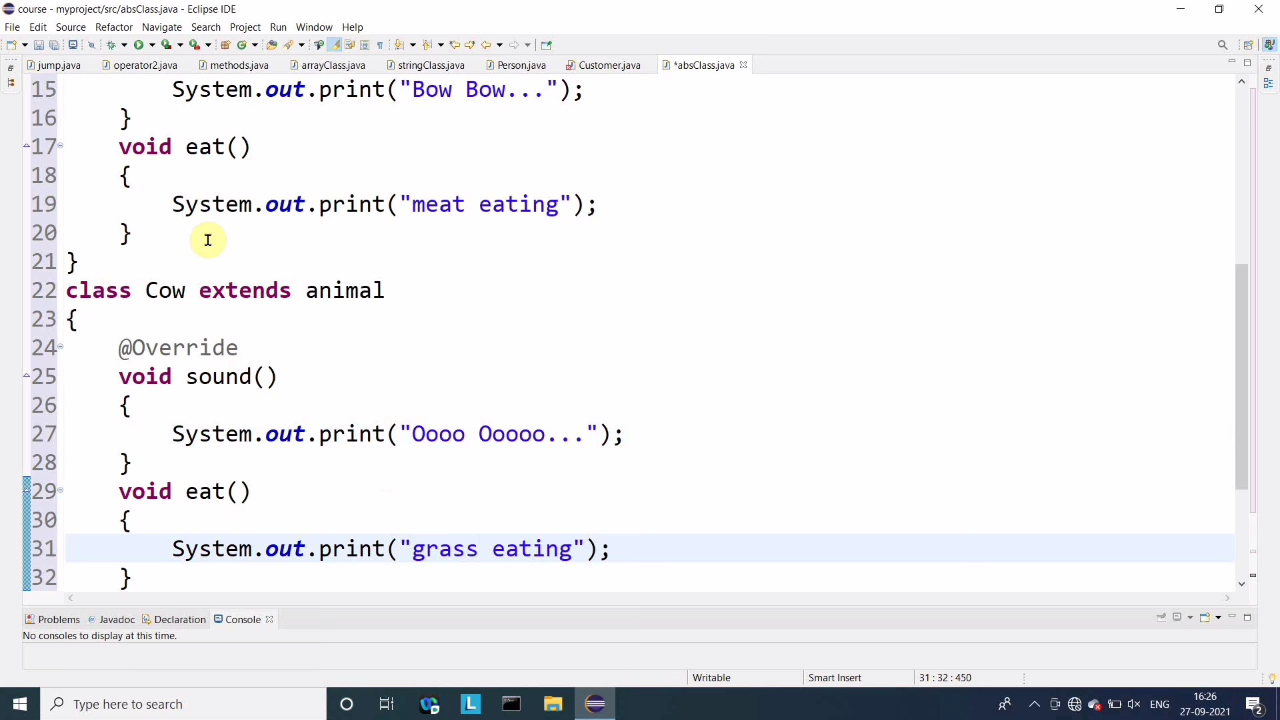 course - myproject/src/absClass.java - Eclipse IDE
File Edit Source Refactor Navigate Search Project Run Window Help
jump.java operator2.java methods.java arrayClass.java stringClass.java Person.java Customer.java *absClass.java
15 System.out.print("Bow Bow...");
16 }
17 void eat()
18 {
19 System.out.print("meat eating");
20 }
21 }
22 class Cow extends animal
23 {
24 @Override
25 void sound()
26 {
27 System.out.print("Oooo Ooooo...");
28 }
29 void eat()
30 {
31 System.out.print("grass eating");
32 }
Problems Javadoc Declaration Console
No consoles to display at this time.
Writable Smart Insert 31 : 32 : 450
Type here to search
ENG
16:26
27-09-2021
2